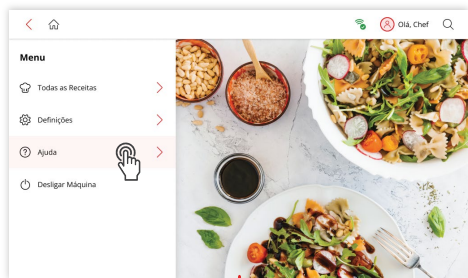 Olá, Chef
Menu
Todas as Receitas
Definições
Ajuda
Desligar Máquina